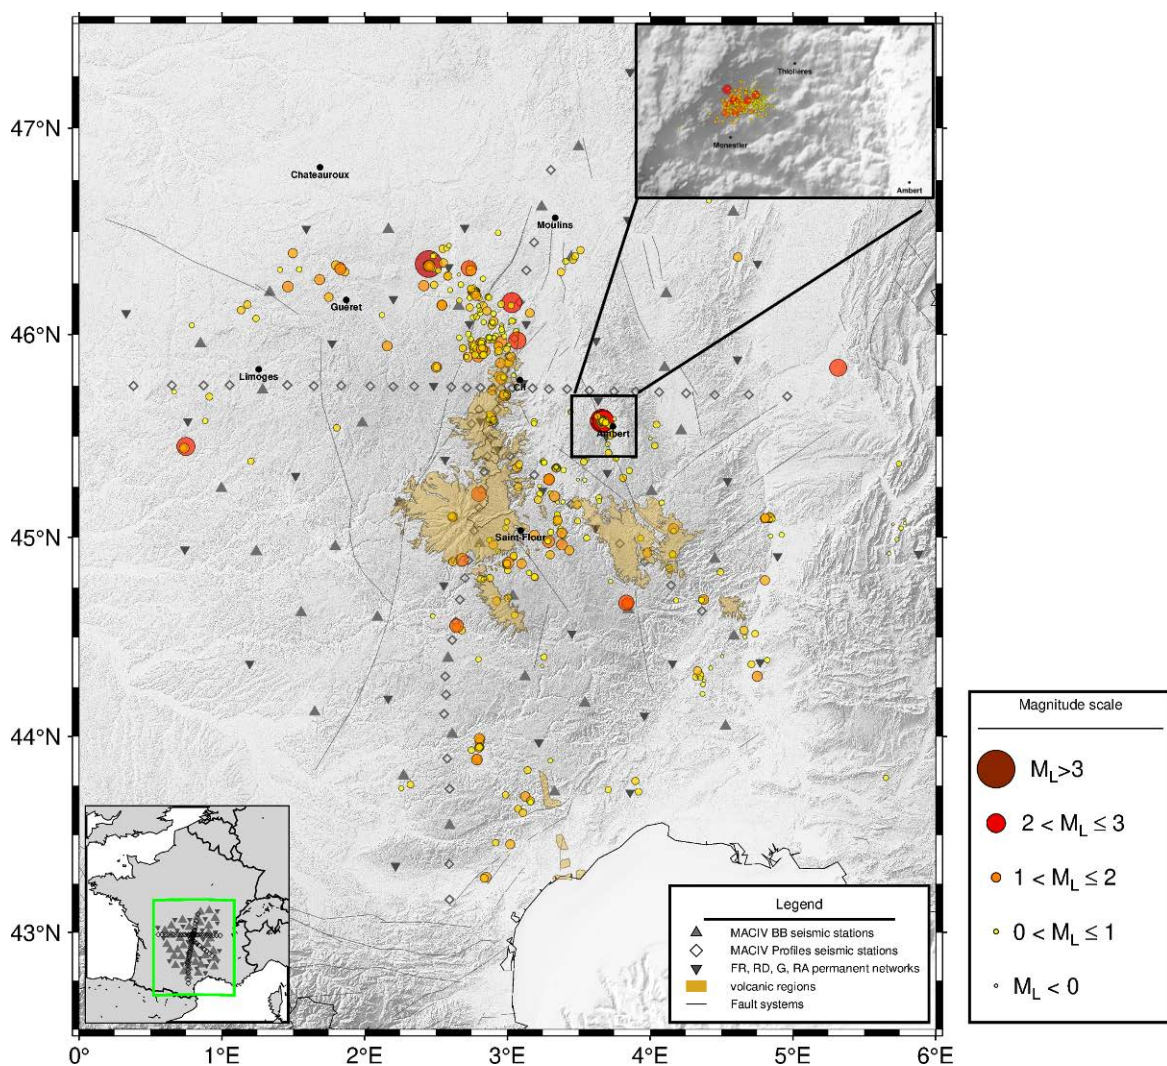 Thiolières
Monestier
Ambert
47°N
Chateauroux
Moulins
Guéret
46°N
Limoges
Ambert
45°N
Saint-Flour
44°N
43°N
Magnitude scale
M_L>3
2 < M_L ≤ 3
1 < M_L ≤ 2
0 < M_L ≤ 1
M_L < 0
Legend
MACIV BB seismic stations
MACIV Profiles seismic stations
FR, RD, G, RA permanent networks
volcanic regions
Fault systems
0°
1°E
2°E
3°E
4°E
5°E
6°E